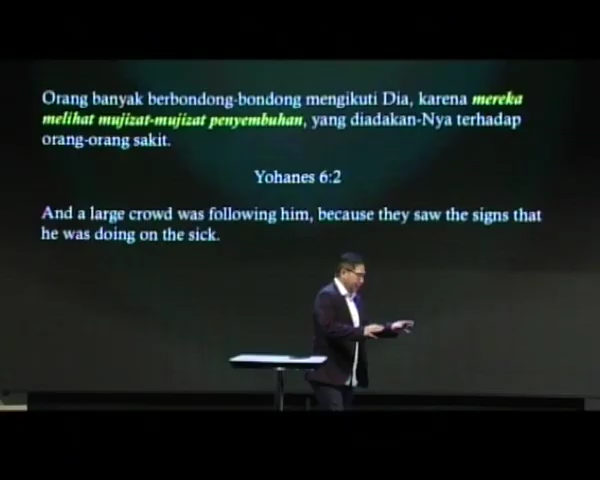 Orang banyak berbondong-bondong mengikuti Dia, karena mereka
melihat mujizat-mujizat penyembuhan, yang diadakan-Nya terhadap
orang-orang sakit.
Yohanes 6:2
And a large crowd was following him, because they saw the signs that
he was doing on the sick.